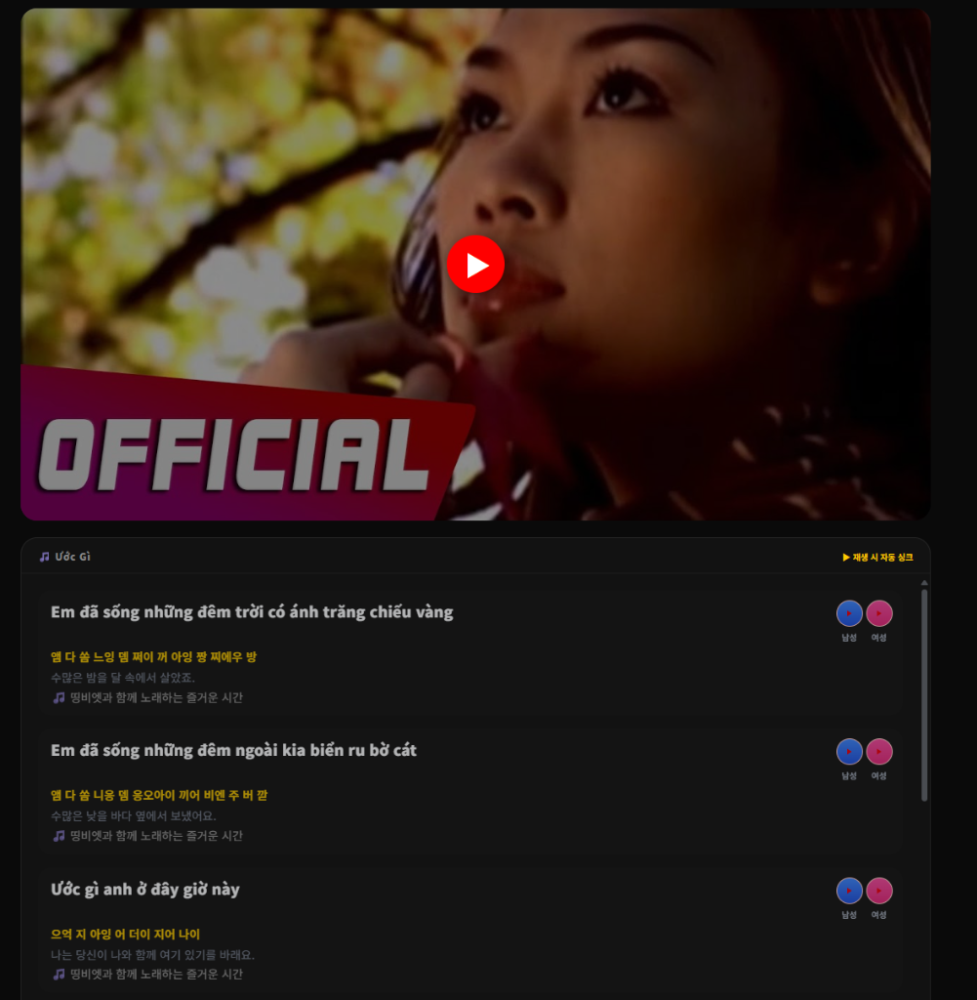 OFFICIAL
Ước Gì
▶ 재생 시 자동 싱크
Em đã sống những đêm trời có ánh trăng chiếu vàng
남성 여성
앰 다 쏨 느잉 뎀 쩌이 꺼 아잉 짱 찌에우 방
수많은 밤을 달 속에서 살았죠.
🎵 띵비엣과 함께 노래하는 즐거운 시간
Em đã sống những đêm ngoài kia biển ru bờ cát
남성 여성
앰 다 쏨 니응 뎀 응오아이 끼어 비엔 주 버 깓
수많은 낮을 바다 옆에서 보냈어요.
🎵 띵비엣과 함께 노래하는 즐거운 시간
Ước gì anh ở đây giờ này
남성 여성
으억 지 아잉 어 더이 지어 나이
나는 당신이 나와 함께 여기 있기를 바래요.
🎵 띵비엣과 함께 노래하는 즐거운 시간